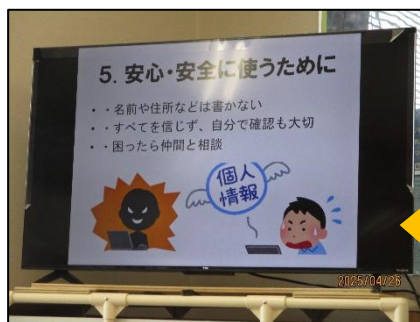 5. 安心・安全に使うために
・・名前や住所などは書かない
・・すべてを信じず、自分で確認も大切
・・困ったら仲間と相談
個人
情報
2025/04/26